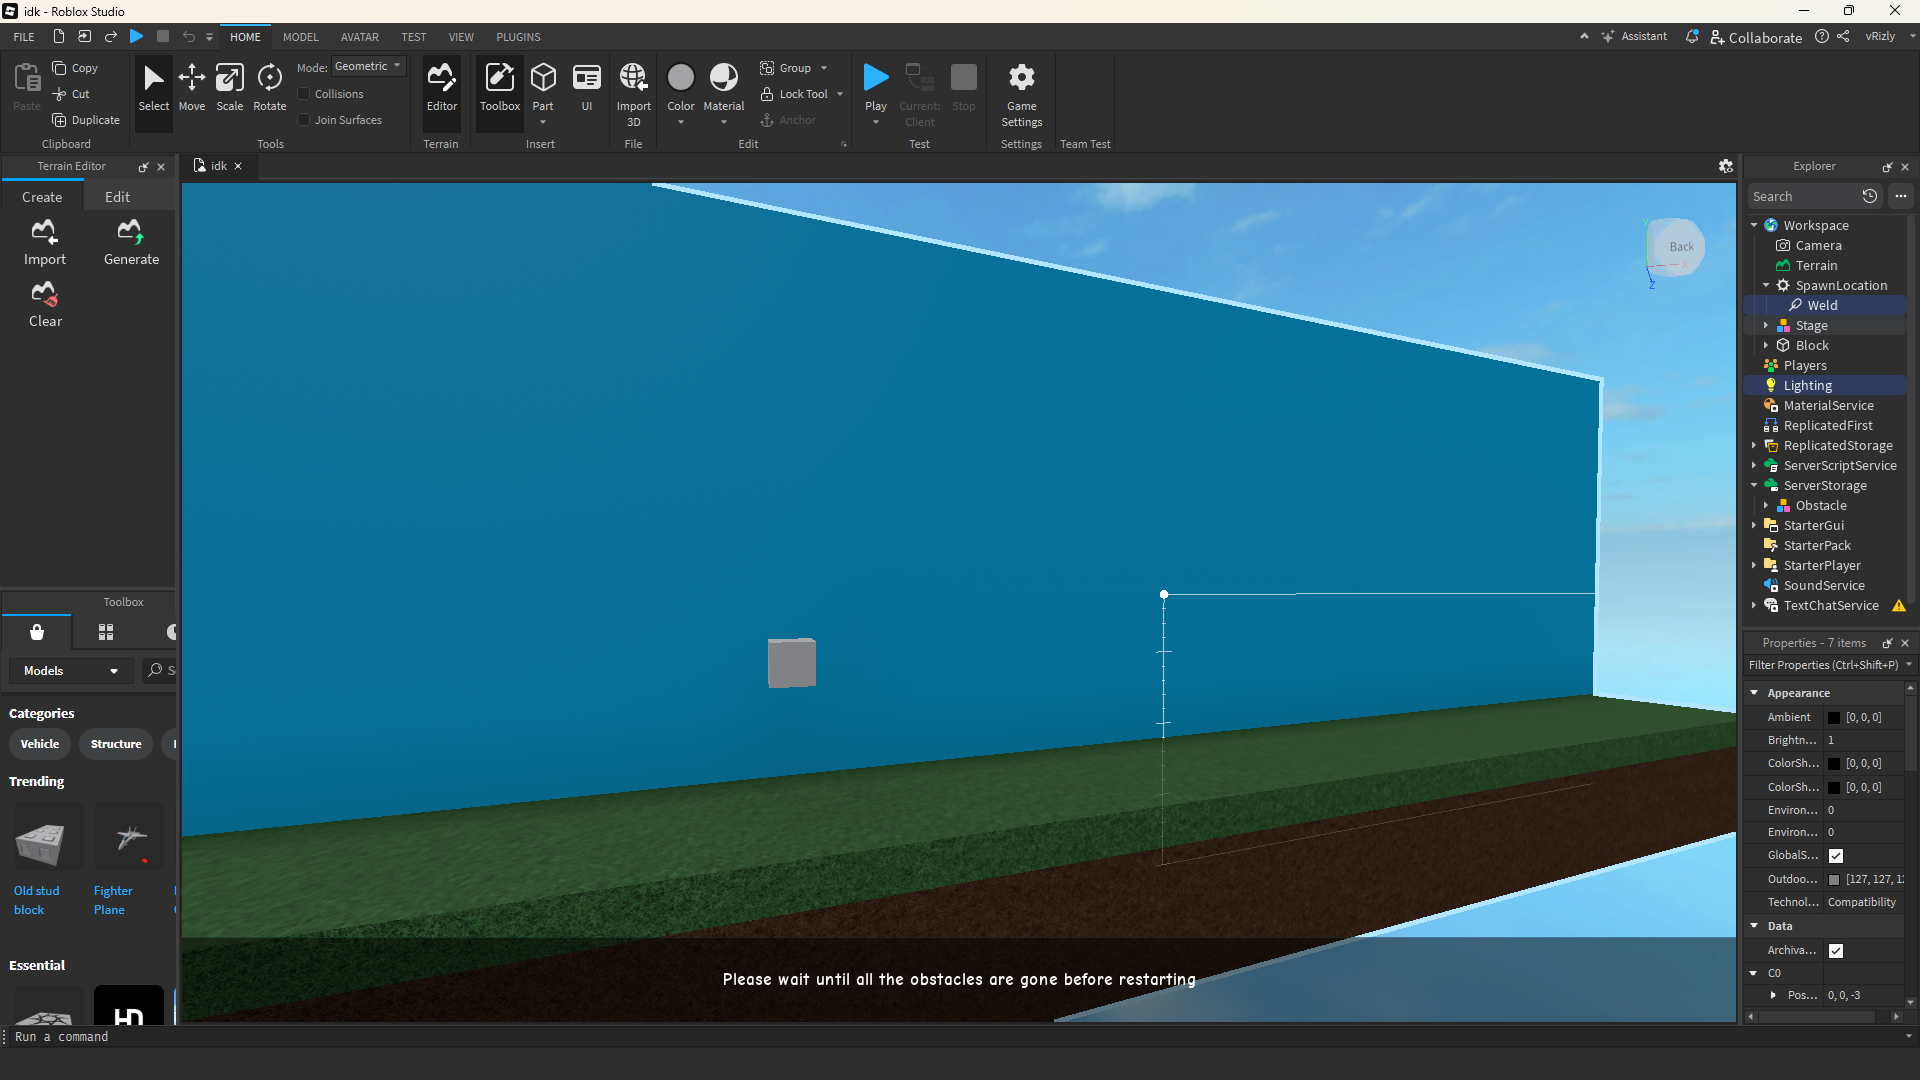 idk - Roblox Studio
FILE
HOME
MODEL
AVATAR
TEST
VIEW
PLUGINS
Assistant
Collaborate
vRizly
Paste
Copy
Cut
Duplicate
Clipboard
Select
Move
Scale
Rotate
Mode: Geometric
Collisions
Join Surfaces
Tools
Editor
Terrain
Toolbox
Part
UI
Insert
Import
3D
File
Color
Material
Group
Lock Tool
Anchor
Edit
Play
Current:
Client
Stop
Test
Game
Settings
Settings
Team Test
Terrain Editor
Create
Edit
Import
Generate
Clear
Toolbox
Models
S
Categories
Vehicle
Structure
Trending
Old stud
block
Fighter
Plane
Essential
HD
idk
Back
Y
X
Z
Please wait until all the obstacles are gone before restarting
Explorer
Search
Workspace
Camera
Terrain
SpawnLocation
Weld
Stage
Block
Players
Lighting
MaterialService
ReplicatedFirst
ReplicatedStorage
ServerScriptService
ServerStorage
Obstacle
StarterGui
StarterPack
StarterPlayer
SoundService
TextChatService
Properties - 7 items
Filter Properties (Ctrl+Shift+P)
Appearance
Ambient [0, 0, 0]
Brightn... 1
ColorSh... [0, 0, 0]
ColorSh... [0, 0, 0]
Environ... 0
Environ... 0
GlobalS...
Outdoo... [127, 127, 12
Technol... Compatibility
Data
Archiva...
C0
Pos... 0, 0, -3
Run a command